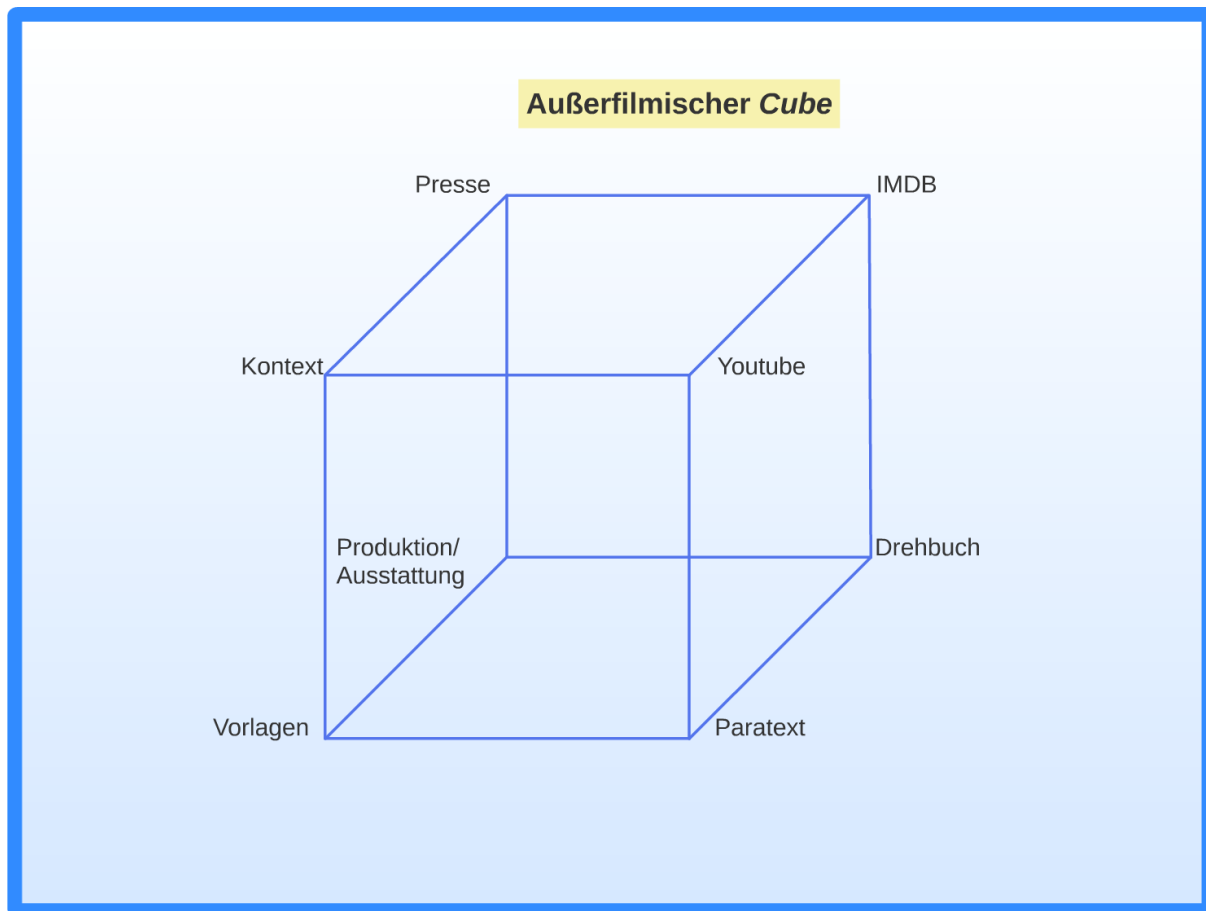 Außerfilmischer Cube
Presse
IMDB
Kontext
Youtube
Produktion/
Ausstattung
Drehbuch
Vorlagen
Paratext